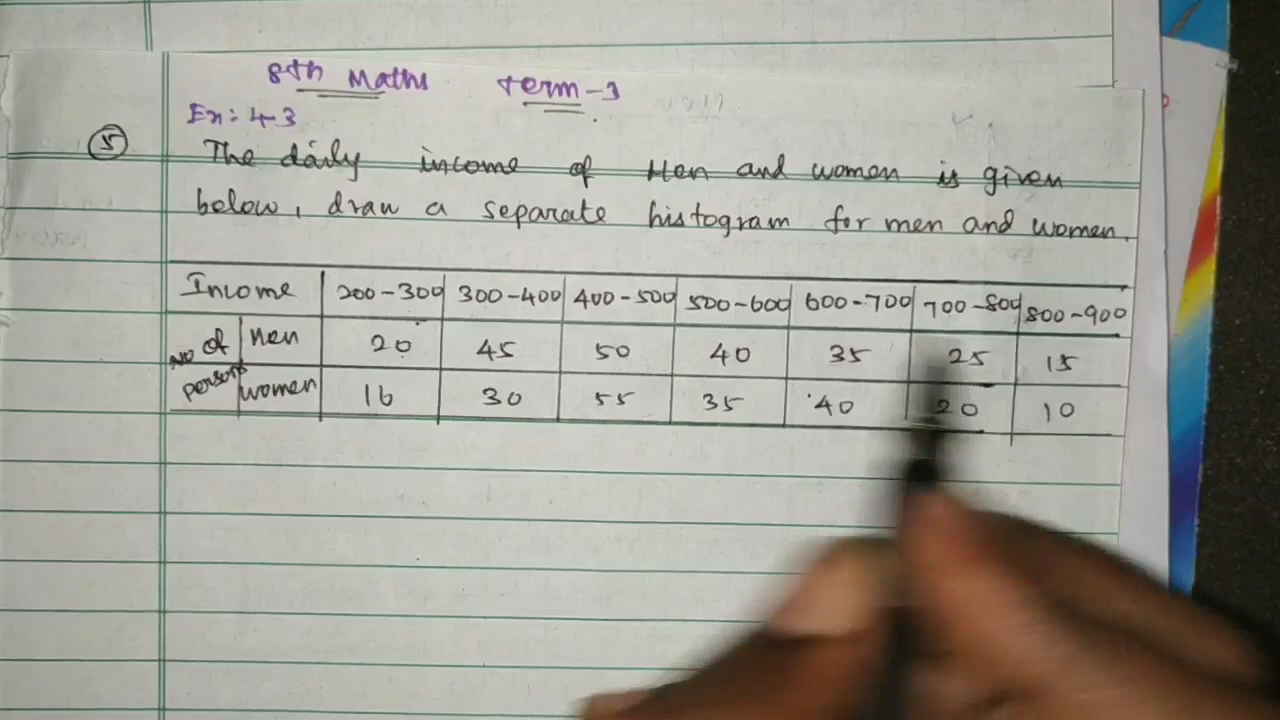 8th Maths Term-3
Ex: 4.3
5 The daily income of Men and women is given
below, draw a separate histogram for men and women.
Income 200-300 300-400 400-500 500-600 600-700 700-800 800-900
No of persons Men 20 45 50 40 35 25 15
women 16 30 55 35 40 20 10